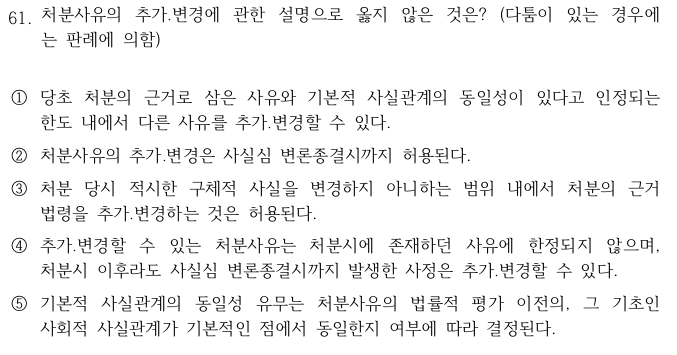 61. 처분사유의 추가.변경에 관한 설명으로 옳지 않은 것은? (다툼이 있는 경우에
는 판례에 의함)
① 당초 처분의 근거로 삼은 사유와 기본적 사실관계의 동일성이 있다고 인정되는
한도 내에서 다른 사유를 추가.변경할 수 있다.
② 처분사유의 추가.변경은 사실심 변론종결시까지 허용된다.
③ 처분 당시 적시한 구체적 사실을 변경하지 아니하는 범위 내에서 처분의 근거
법령을 추가.변경하는 것은 허용된다.
④ 추가.변경할 수 있는 처분사유는 처분시에 존재하던 사유에 한정되지 않으며,
처분시 이후라도 사실심 변론종결시까지 발생한 사정은 추가.변경할 수 있다.
⑤ 기본적 사실관계의 동일성 유무는 처분사유의 법률적 평가 이전의, 그 기초인
사회적 사실관계가 기본적인 점에서 동일한지 여부에 따라 결정된다.